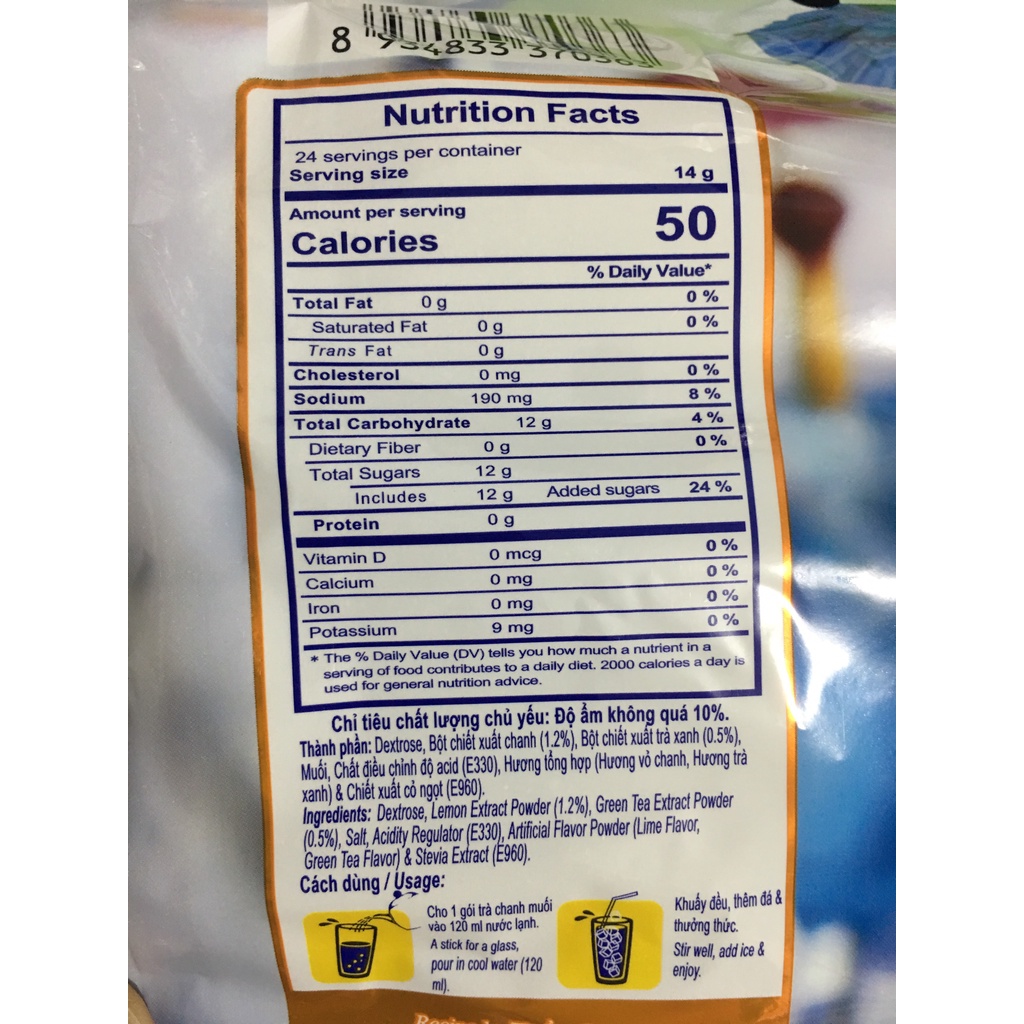 Nutrition Facts
24 servings per container
Serving size 14 g
Amount per serving
Calories 50
% Daily Value*
Total Fat 0 g 0 %
Saturated Fat 0 g 0 %
Trans Fat 0 g
Cholesterol 0 mg 0 %
Sodium 190 mg 8 %
Total Carbohydrate 12 g 4 %
Dietary Fiber 0 g 0 %
Total Sugars 12 g
Includes 12 g Added sugars 24 %
Protein 0 g
Vitamin D 0 mcg 0 %
Calcium 0 mg 0 %
Iron 0 mg 0 %
Potassium 9 mg 0 %
* The % Daily Value (DV) tells you how much a nutrient in a
serving of food contributes to a daily diet. 2000 calories a day is
used for general nutrition advice.
Chỉ tiêu chất lượng chủ yếu: Độ ẩm không quá 10%.
Thành phần: Dextrose, Bột chiết xuất chanh (1.2%), Bột chiết xuất trà xanh (0.5%),
Muối, Chất điều chỉnh độ acid (E330), Hương tổng hợp (Hương vỏ chanh, Hương trà
xanh) & Chiết xuất cỏ ngọt (E960).
Ingredients: Dextrose, Lemon Extract Powder (1.2%), Green Tea Extract Powder
(0.5%), Salt, Acidity Regulator (E330), Artificial Flavor Powder (Lime Flavor,
Green Tea Flavor) & Stevia Extract (E960).
Cách dùng / Usage:
Cho 1 gói trà chanh muối
vào 120 ml nước lạnh.
A stick for a glass,
pour in cool water (120
ml).
Khuấy đều, thêm đá &
thưởng thức.
Stir well, add ice &
enjoy.